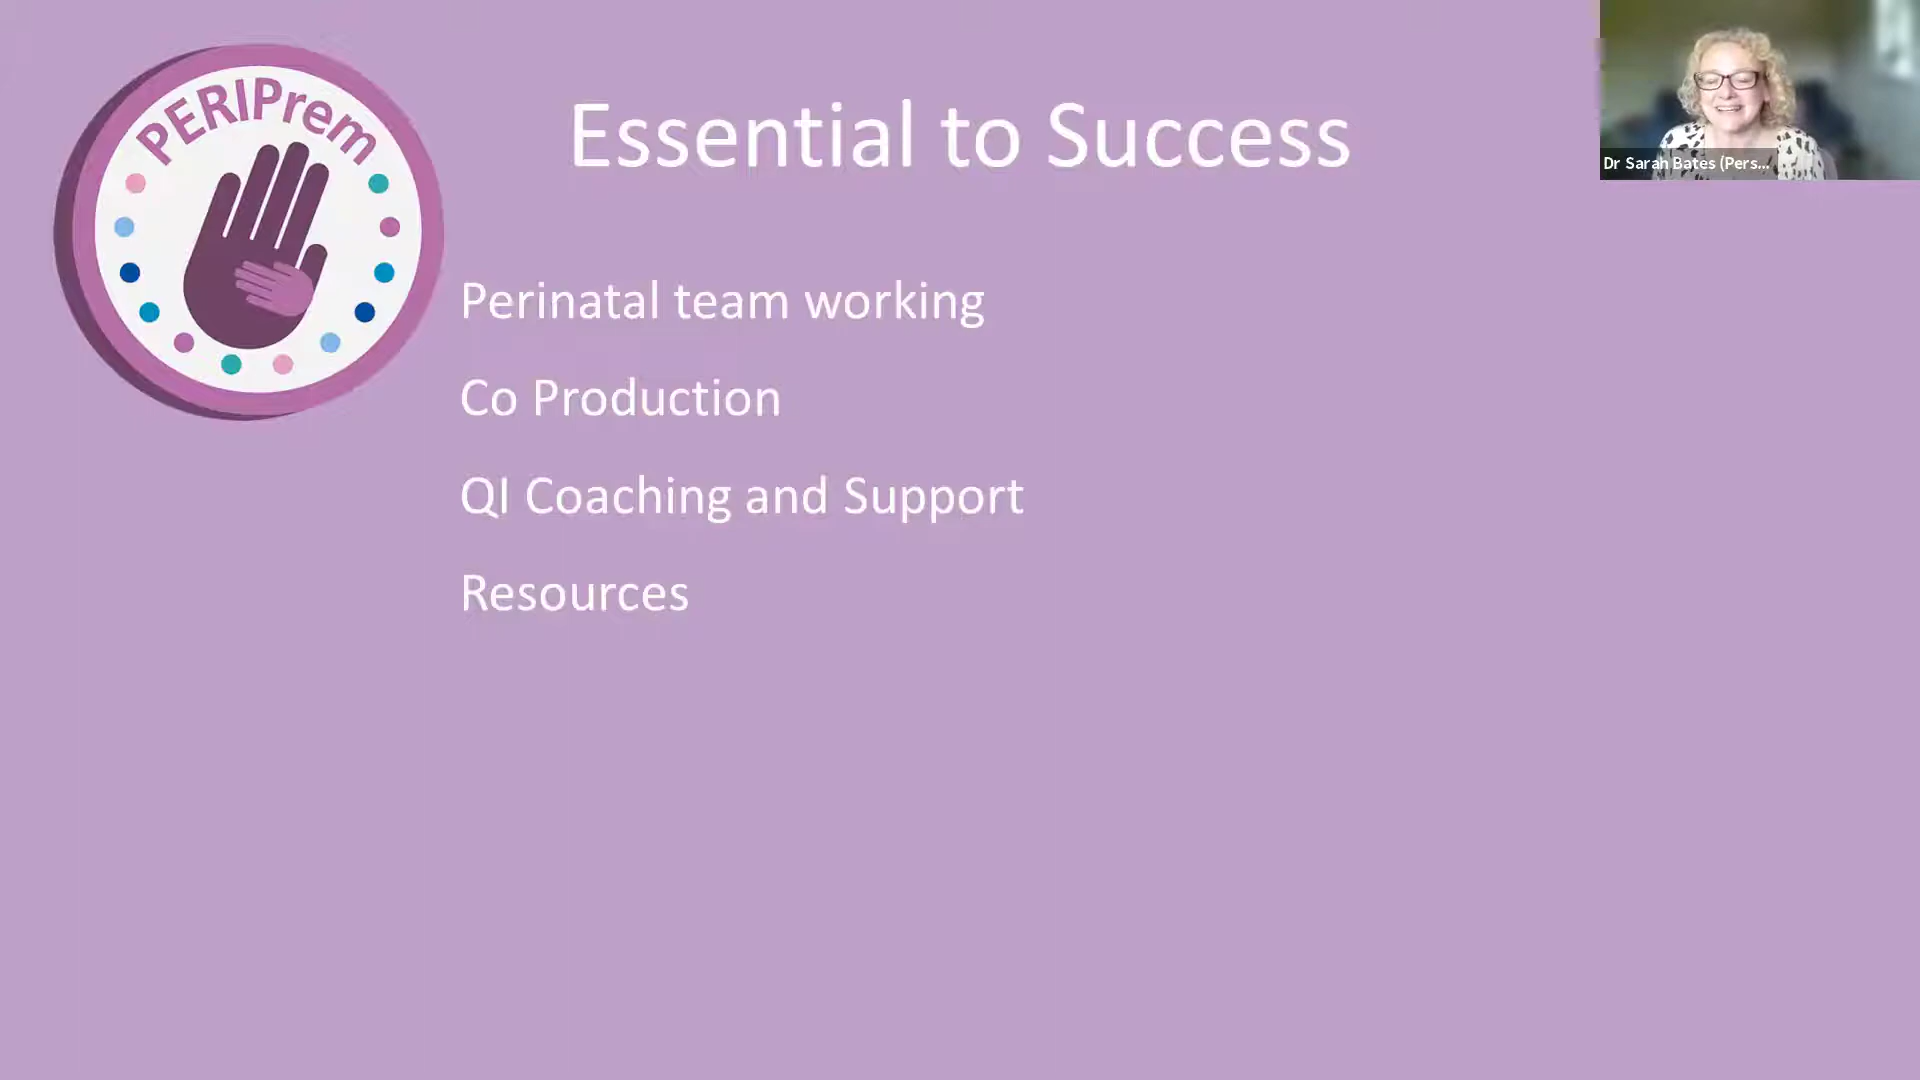 PERIPrem
Essential to Success
Dr Sarah Bates (Pers...
Perinatal team working
Co Production
QI Coaching and Support
Resources